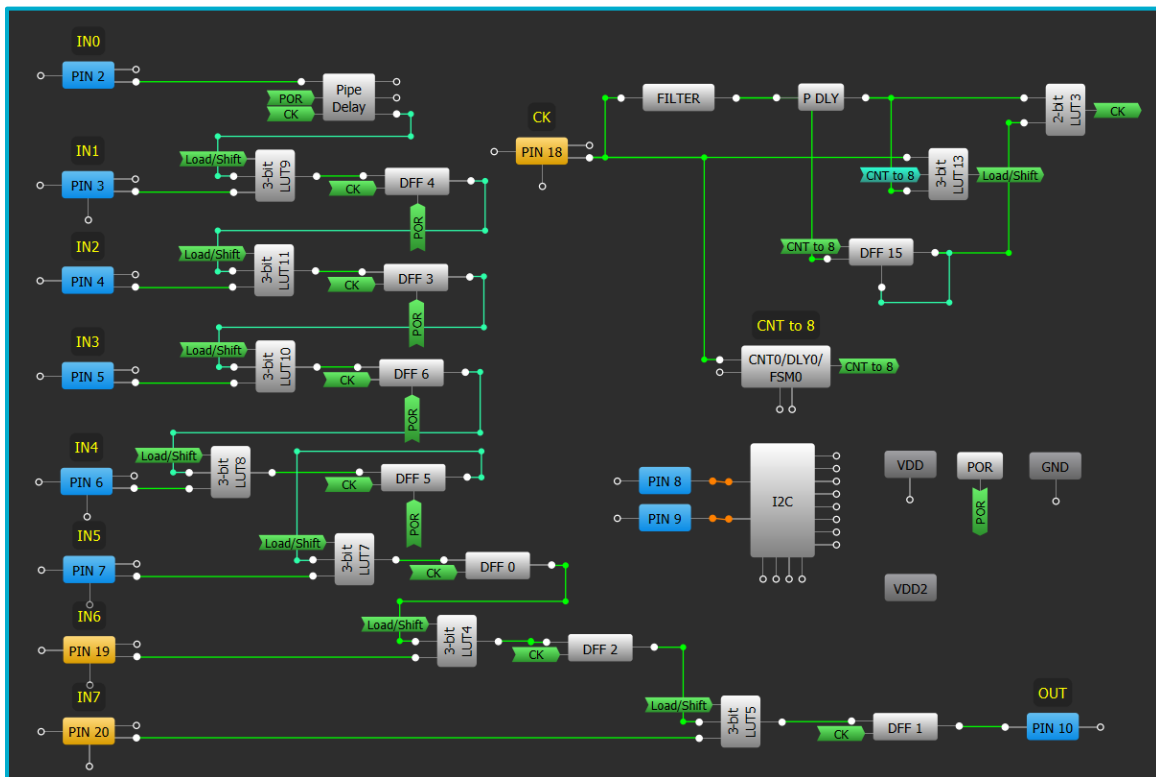 IN0
PIN 2
Pipe
Delay
POR
CK
IN1
PIN 3
Load/Shift
3-bit
LUT9
CK
DFF 4
POR
IN2
PIN 4
Load/Shift
3-bit
LUT11
CK
DFF 3
POR
IN3
PIN 5
Load/Shift
3-bit
LUT10
CK
DFF 6
POR
IN4
PIN 6
Load/Shift
3-bit
LUT8
CK
DFF 5
POR
IN5
PIN 7
Load/Shift
3-bit
LUT7
CK
DFF 0
IN6
PIN 19
Load/Shift
3-bit
LUT4
CK
DFF 2
IN7
PIN 20
Load/Shift
3-bit
LUT5
CK
DFF 1
OUT
PIN 10
CK
PIN 18
FILTER
P DLY
2-bit
LUT3
CK
CNT to 8
3-bit
LUT13
Load/Shift
CNT to 8
DFF 15
CNT to 8
CNT0/DLY0/
FSM0
CNT to 8
PIN 8
PIN 9
I2C
VDD
POR
POR
GND
VDD2